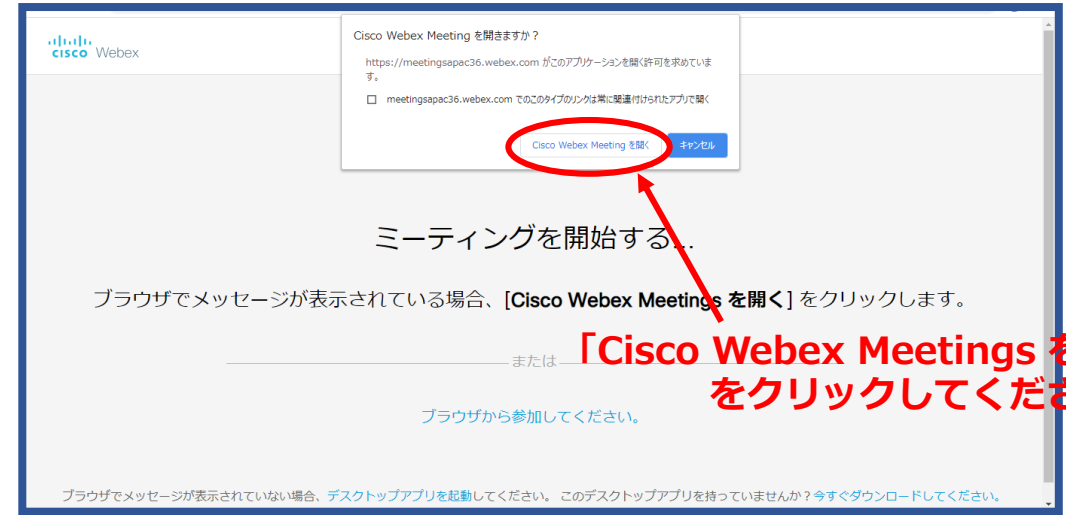 cisco Webex
Cisco Webex Meeting を開きますか？
https://meetingsapac36.webex.com がこのアプリケーションを開く許可を求めていま
す。
meetingsapac36.webex.com でのこのタイプのリンクは常に関連付けられたアプリで開く
Cisco Webex Meeting を開く
キャンセル
ミーティングを開始する...
ブラウザでメッセージが表示されている場合、[Cisco Webex Meetings を開く] をクリックします。
または
「Cisco Webex Meetings を
をクリックしてくださ
ブラウザから参加してください。
ブラウザでメッセージが表示されていない場合、デスクトップアプリを起動してください。 このデスクトップアプリを持っていませんか？今すぐダウンロードしてください。